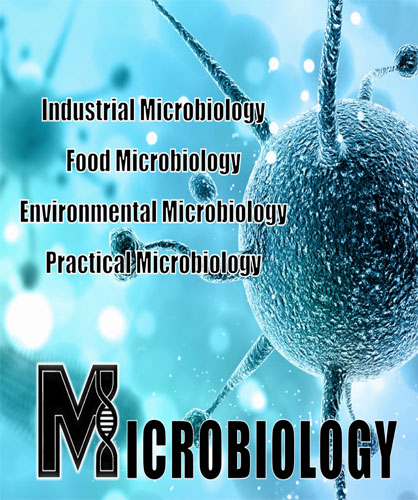 Industrial Microbiology
Food Microbiology
Environmental Microbiology
Practical Microbiology
MICROBIOLOGY